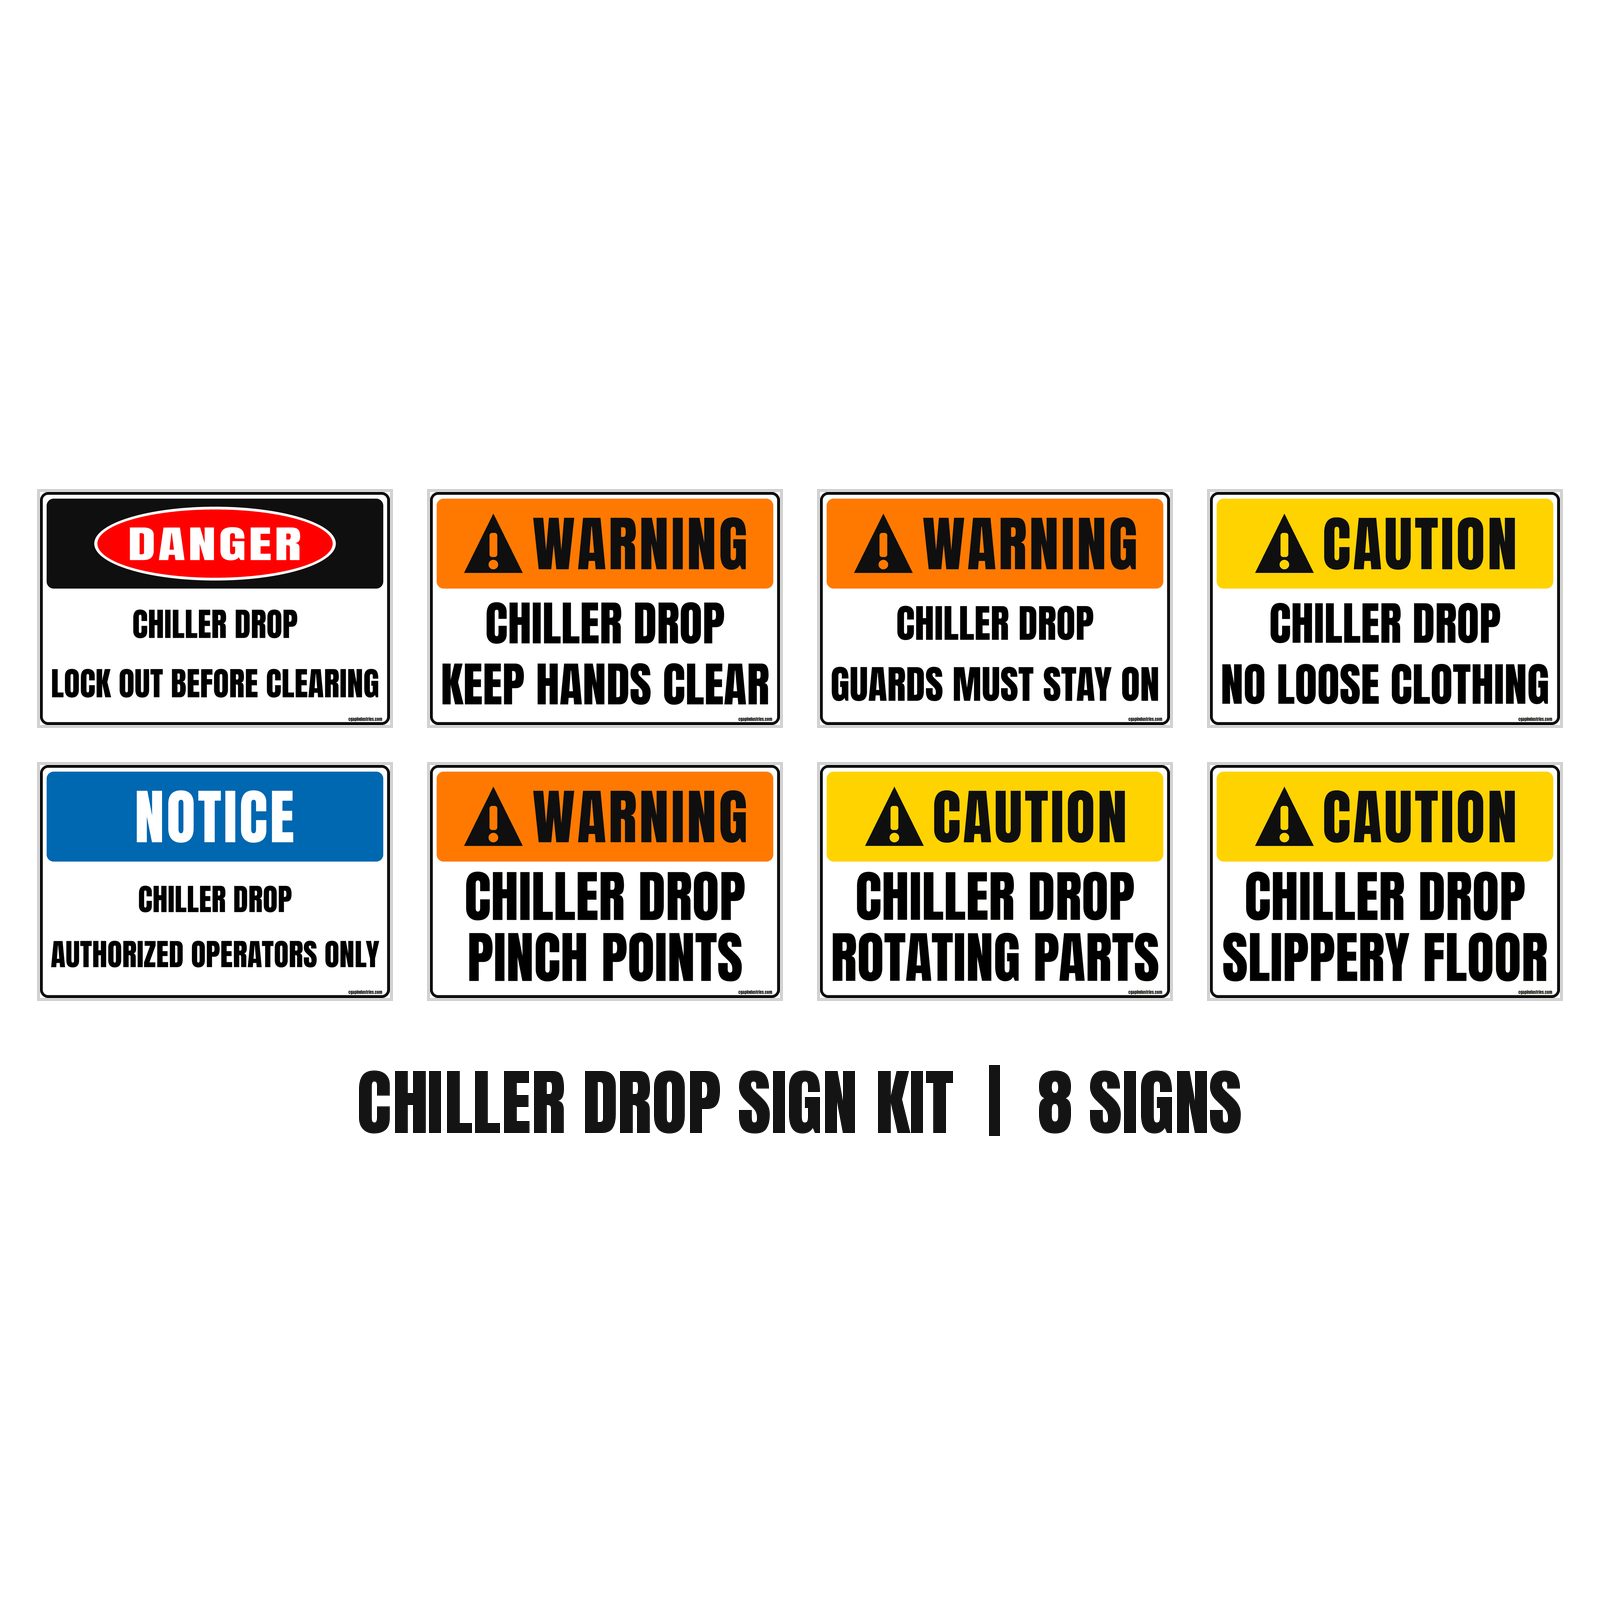 DANGER
CHILLER DROP
LOCK OUT BEFORE CLEARING
WARNING
CHILLER DROP
KEEP HANDS CLEAR
WARNING
CHILLER DROP
GUARDS MUST STAY ON
CAUTION
CHILLER DROP
NO LOOSE CLOTHING
NOTICE
CHILLER DROP
AUTHORIZED OPERATORS ONLY
WARNING
CHILLER DROP
PINCH POINTS
CAUTION
CHILLER DROP
ROTATING PARTS
CAUTION
CHILLER DROP
SLIPPERY FLOOR
CHILLER DROP SIGN KIT | 8 SIGNS